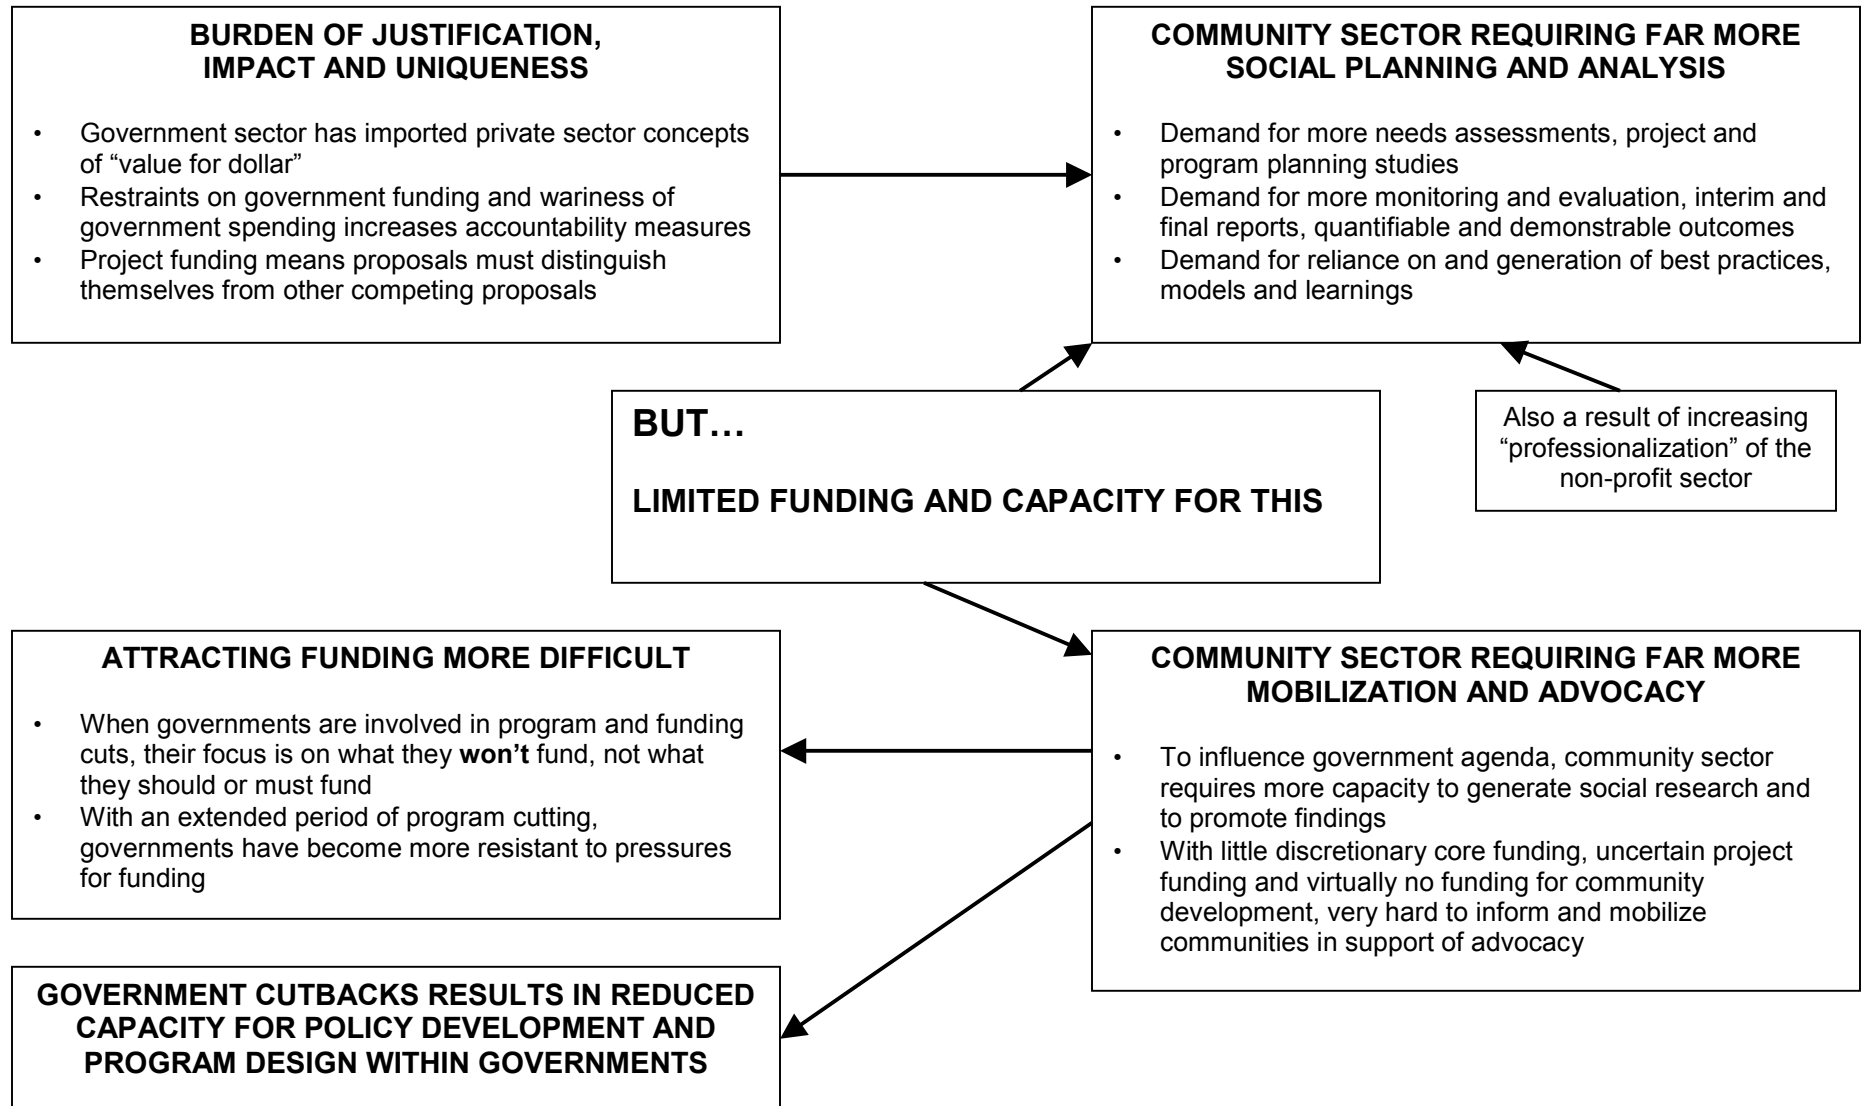 BURDEN OF JUSTIFICATION,
IMPACT AND UNIQUENESS
• Government sector has imported private sector concepts
of “value for dollar”
• Restraints on government funding and wariness of
government spending increases accountability measures
• Project funding means proposals must distinguish
themselves from other competing proposals
COMMUNITY SECTOR REQUIRING FAR MORE
SOCIAL PLANNING AND ANALYSIS
• Demand for more needs assessments, project and
program planning studies
• Demand for more monitoring and evaluation, interim and
final reports, quantifiable and demonstrable outcomes
• Demand for reliance on and generation of best practices,
models and learnings
BUT…
LIMITED FUNDING AND CAPACITY FOR THIS
Also a result of increasing
“professionalization” of the
non-profit sector
ATTRACTING FUNDING MORE DIFFICULT
• When governments are involved in program and funding
cuts, their focus is on what they won’t fund, not what
they should or must fund
• With an extended period of program cutting,
governments have become more resistant to pressures
for funding
COMMUNITY SECTOR REQUIRING FAR MORE
MOBILIZATION AND ADVOCACY
• To influence government agenda, community sector
requires more capacity to generate social research and
to promote findings
• With little discretionary core funding, uncertain project
funding and virtually no funding for community
development, very hard to inform and mobilize
communities in support of advocacy
GOVERNMENT CUTBACKS RESULTS IN REDUCED
CAPACITY FOR POLICY DEVELOPMENT AND
PROGRAM DESIGN WITHIN GOVERNMENTS